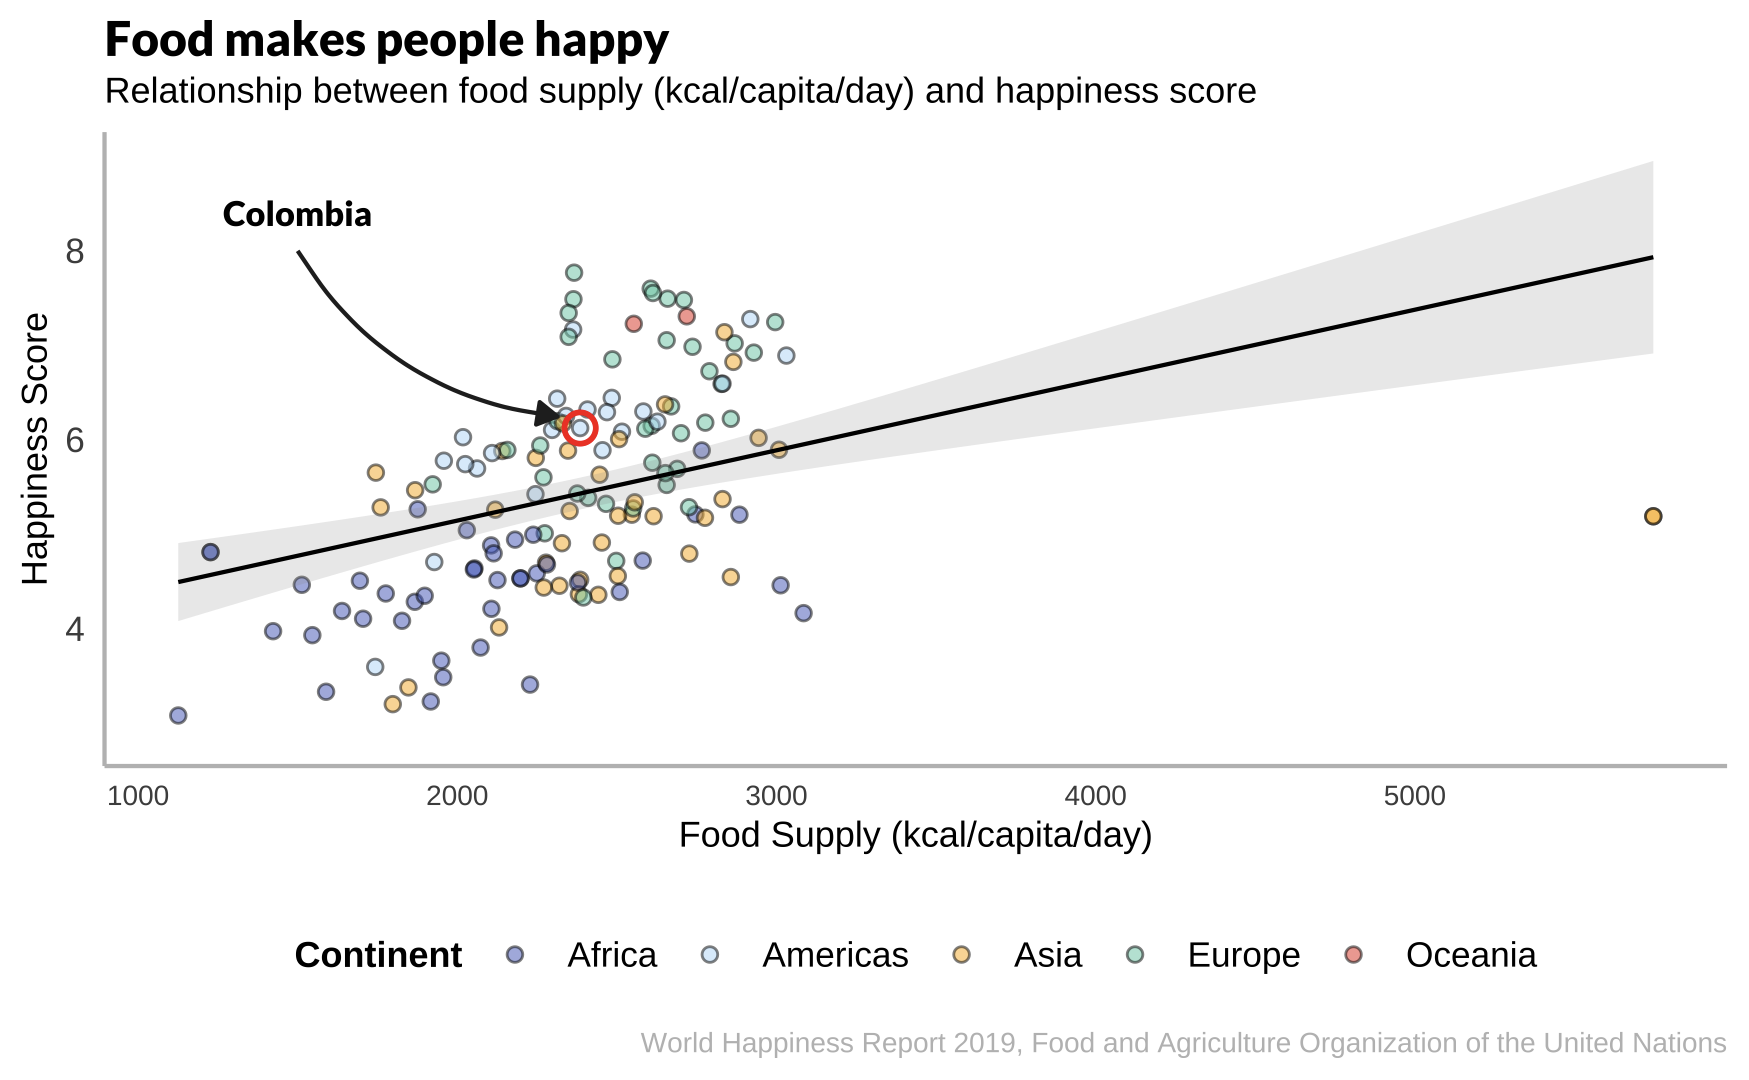 Food makes people happy
Relationship between food supply (kcal/capita/day) and happiness score
Colombia
8
6
4
Happiness Score
1000 2000 3000 4000 5000
Food Supply (kcal/capita/day)
Continent Africa Americas Asia Europe Oceania
World Happiness Report 2019, Food and Agriculture Organization of the United Nations